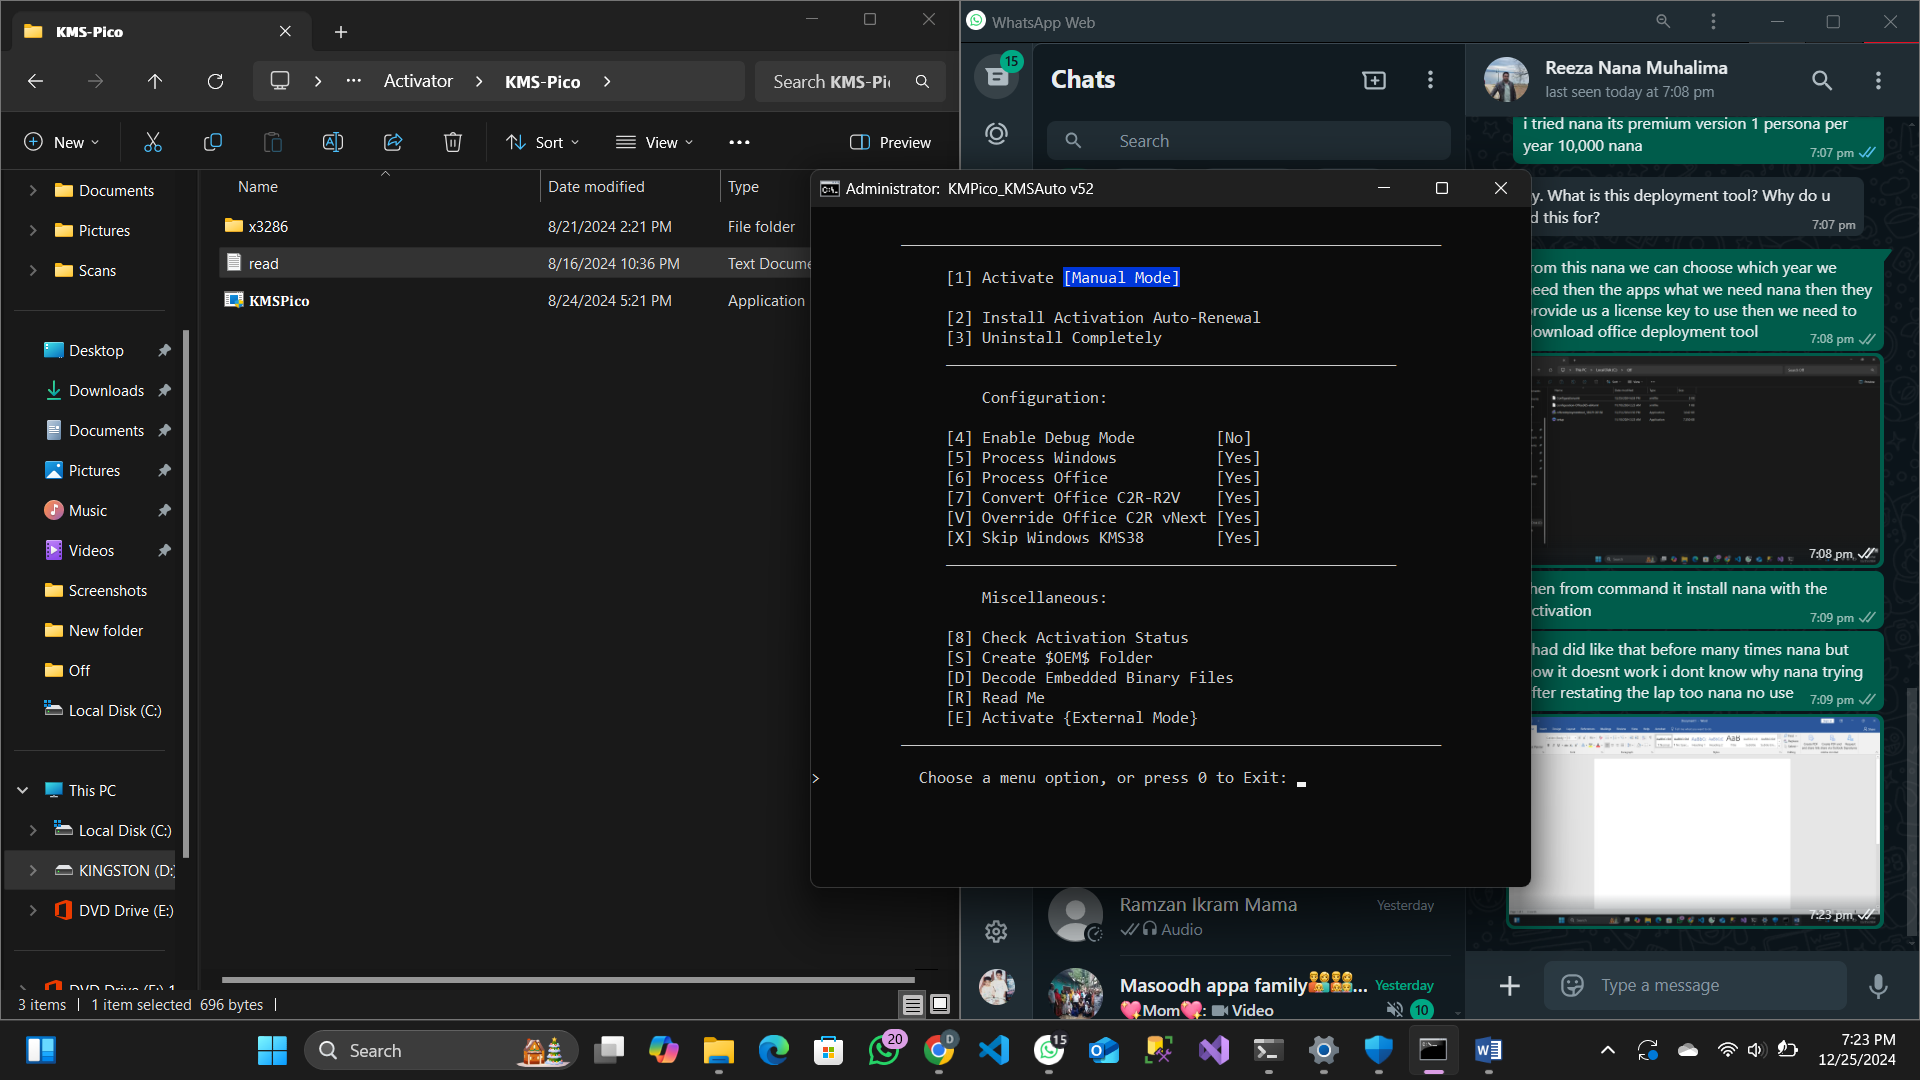 KMS-Pico
Activator
KMS-Pico
Search KMS-Pi
New
Sort
View
Preview
Name
Date modified
Type
x3286
8/21/2024 2:21 PM
File folder
read
8/16/2024 10:36 PM
Text Docume
KMSPico
8/24/2024 5:21 PM
Application
Documents
Pictures
Scans
Desktop
Downloads
Documents
Pictures
Music
Videos
Screenshots
New folder
Off
Local Disk (C:)
This PC
Local Disk (C:)
KINGSTON (D:)
DVD Drive (E:)
DVD Drive (E:) 1
3 items
1 item selected 696 bytes
Administrator: KMPico_KMSAuto v52
[1] Activate [Manual Mode]
[2] Install Activation Auto-Renewal
[3] Uninstall Completely
Configuration:
[4] Enable Debug Mode [No]
[5] Process Windows [Yes]
[6] Process Office [Yes]
[7] Convert Office C2R-R2V [Yes]
[V] Override Office C2R vNext [Yes]
[X] Skip Windows KMS38 [Yes]
Miscellaneous:
[8] Check Activation Status
[S] Create $OEM$ Folder
[D] Decode Embedded Binary Files
[R] Read Me
[E] Activate {External Mode}
> Choose a menu option, or press 0 to Exit:
WhatsApp Web
15
Chats
Search
Ramzan Ikram Mama
Yesterday
Audio
Masoodh appa family👨‍👩‍👧‍👦👨‍👩‍👧‍👦...
Yesterday
💖Mom💖: Video
10
Reeza Nana Muhalima
last seen today at 7:08 pm
i tried nana its premium version 1 persona per
year 10,000 nana
7:07 pm
y. What is this deployment tool? Why do u
d this for?
7:07 pm
rom this nana we can choose which year we
eed then the apps what we need nana then they
rovide us a license key to use then we need to
ownload office deployment tool
7:08 pm
7:08 pm
hen from command it install nana with the
ctivation
7:09 pm
had did like that before many times nana but
ow it doesnt work i dont know why nana trying
fter restating the lap too nana no use
7:09 pm
7:23 pm
Type a message
Search
20
D
15
7:23 PM
12/25/2024